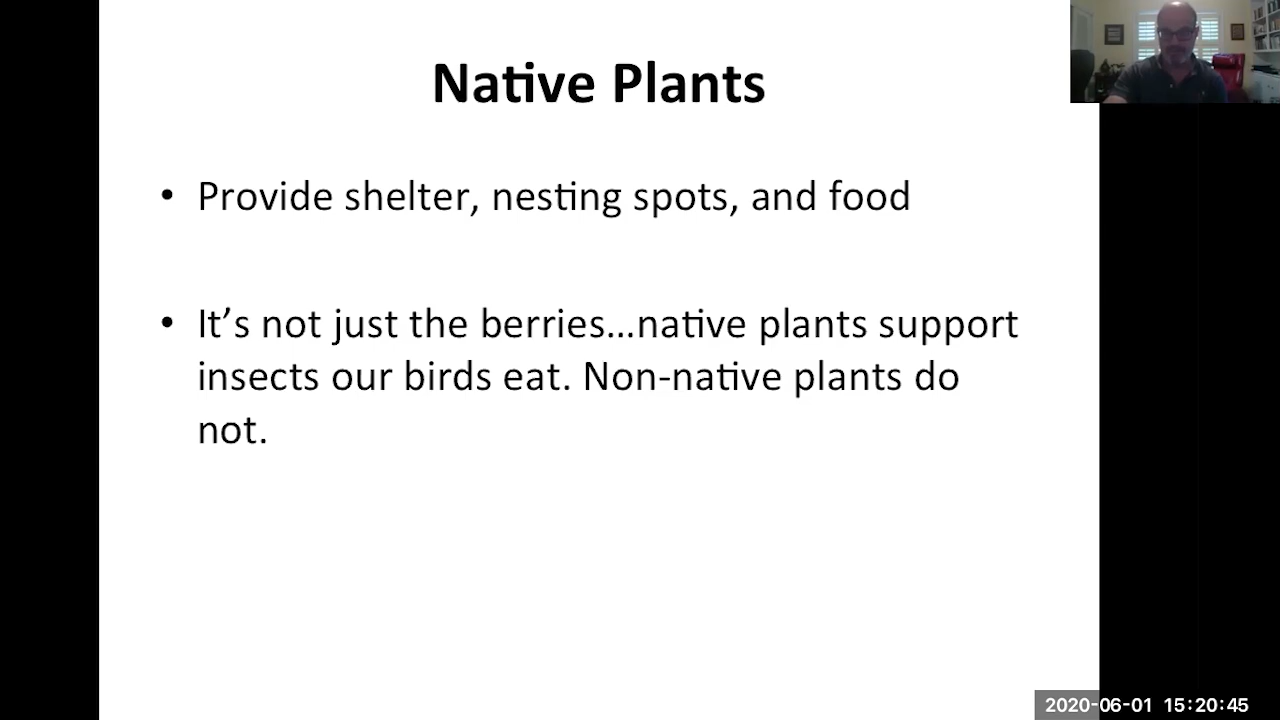 Native Plants
• Provide shelter, nesting spots, and food
• It’s not just the berries…native plants support
insects our birds eat. Non-native plants do
not.
2020-06-01 15:20:45